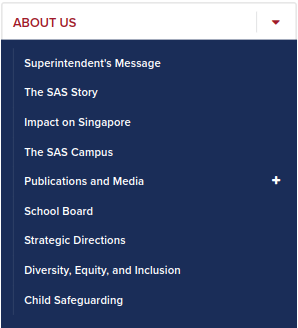 ABOUT US
Superintendent's Message
The SAS Story
Impact on Singapore
The SAS Campus
Publications and Media
School Board
Strategic Directions
Diversity, Equity, and Inclusion
Child Safeguarding